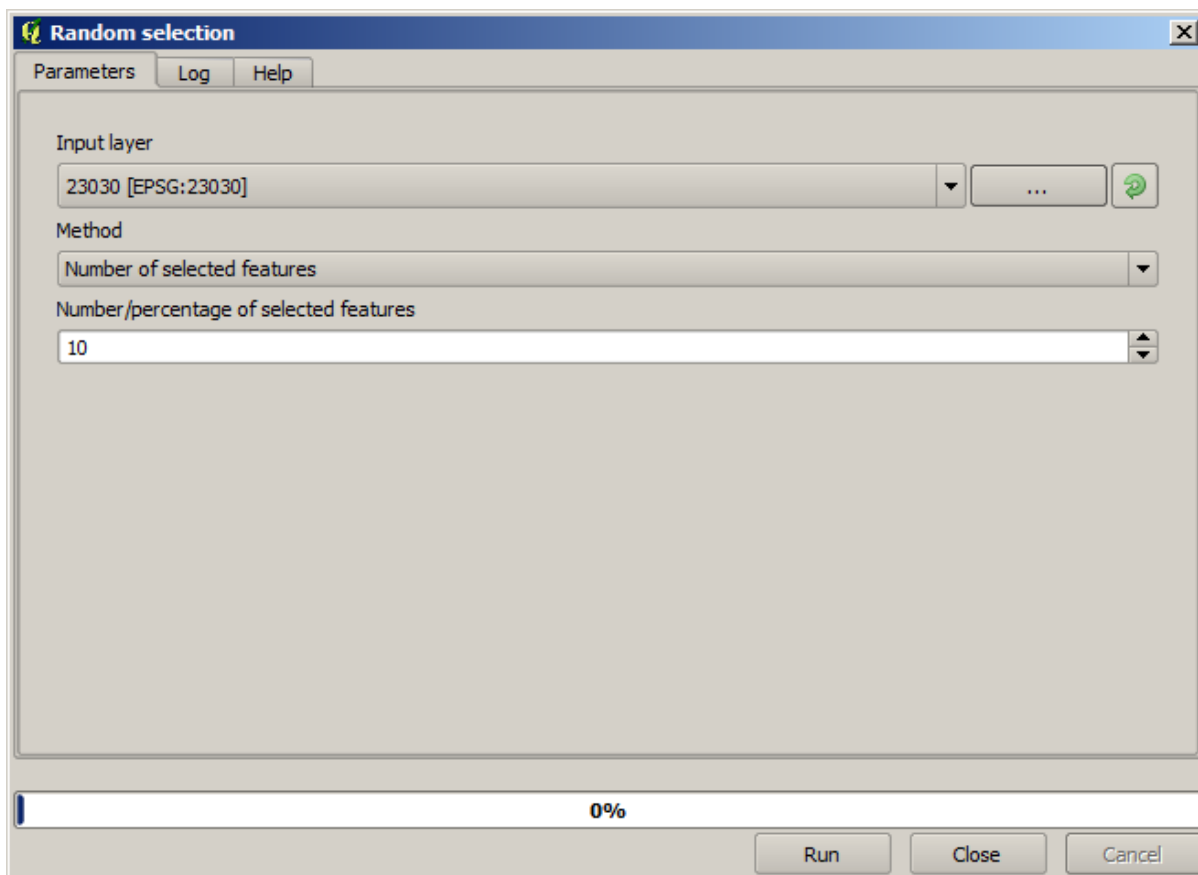 Random selection
Parameters Log Help
Input layer
23030 [EPSG:23030]
...
Method
Number of selected features
Number/percentage of selected features
10
0%
Run Close Cancel